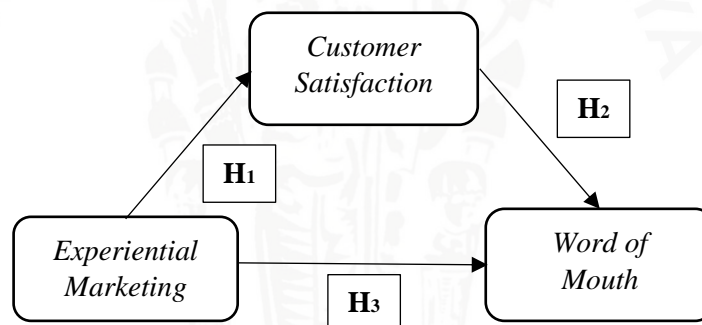 Customer
Satisfaction
H2
H1
Experiential
Marketing
Word of
Mouth
H3